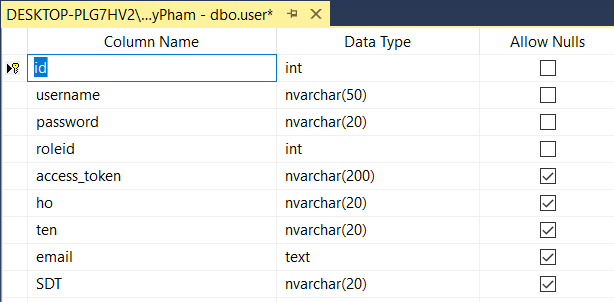 DESKTOP-PLG7HV2\...yPham - dbo.user*
Column Name Data Type Allow Nulls
id int
username nvarchar(50)
password nvarchar(20)
roleid int
access_token nvarchar(200)
ho nvarchar(20)
ten nvarchar(20)
email text
SDT nvarchar(20)